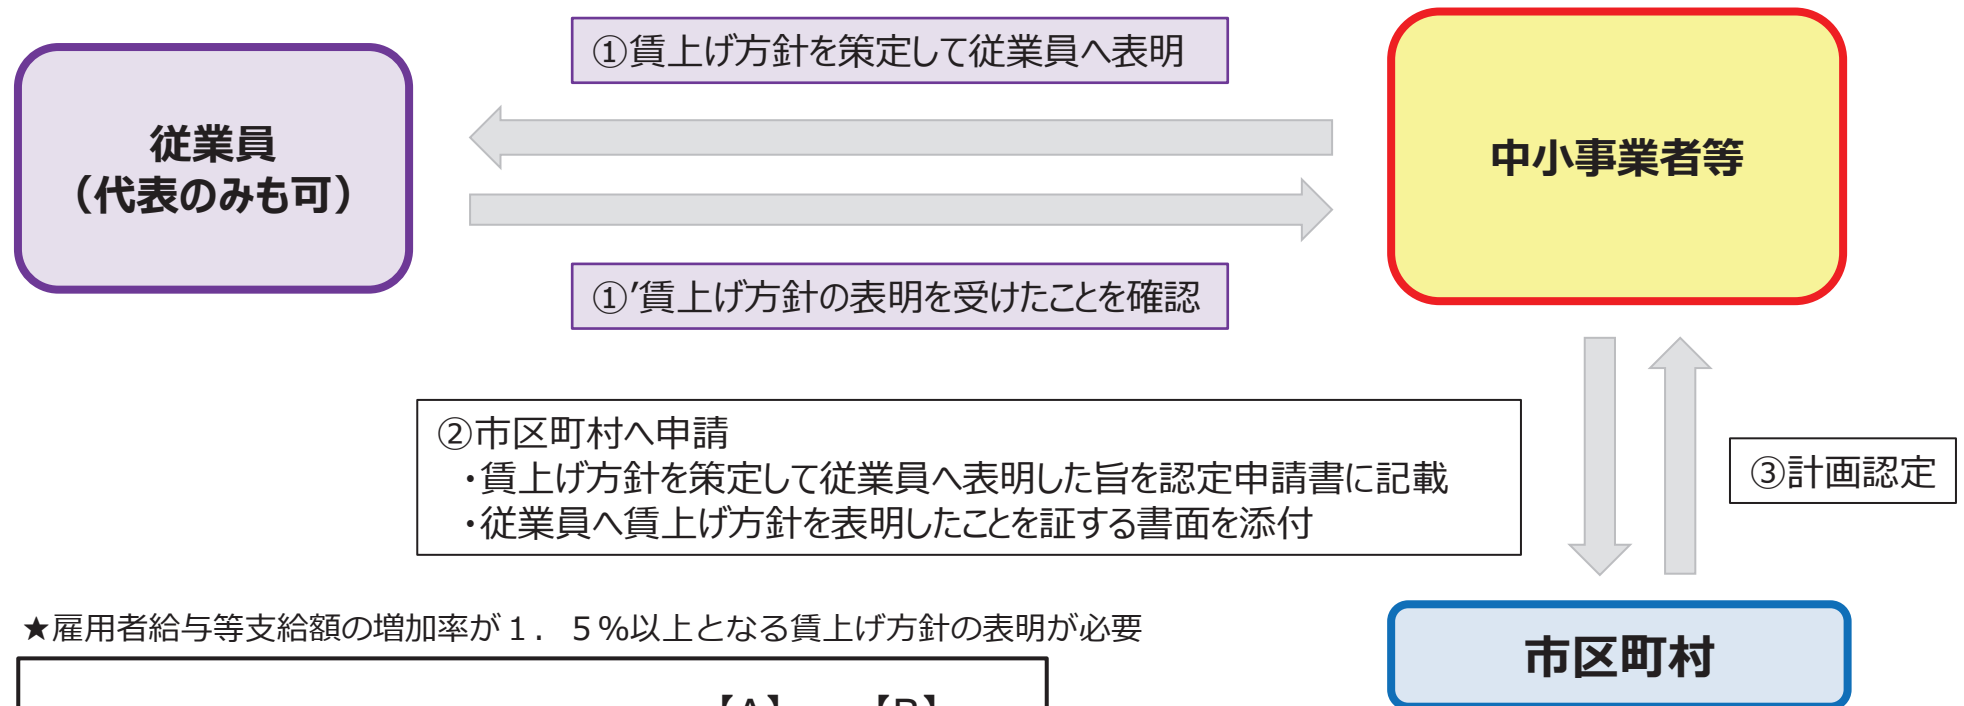 ①賃上げ方針を策定して従業員へ表明
従業員
（代表のみも可）
中小事業者等
①’賃上げ方針の表明を受けたことを確認
②市区町村へ申請
・賃上げ方針を策定して従業員へ表明した旨を認定申請書に記載
・従業員へ賃上げ方針を表明したことを証する書面を添付
③計画認定
★雇用者給与等支給額の増加率が１．５%以上となる賃上げ方針の表明が必要
市区町村
【A】 【B】